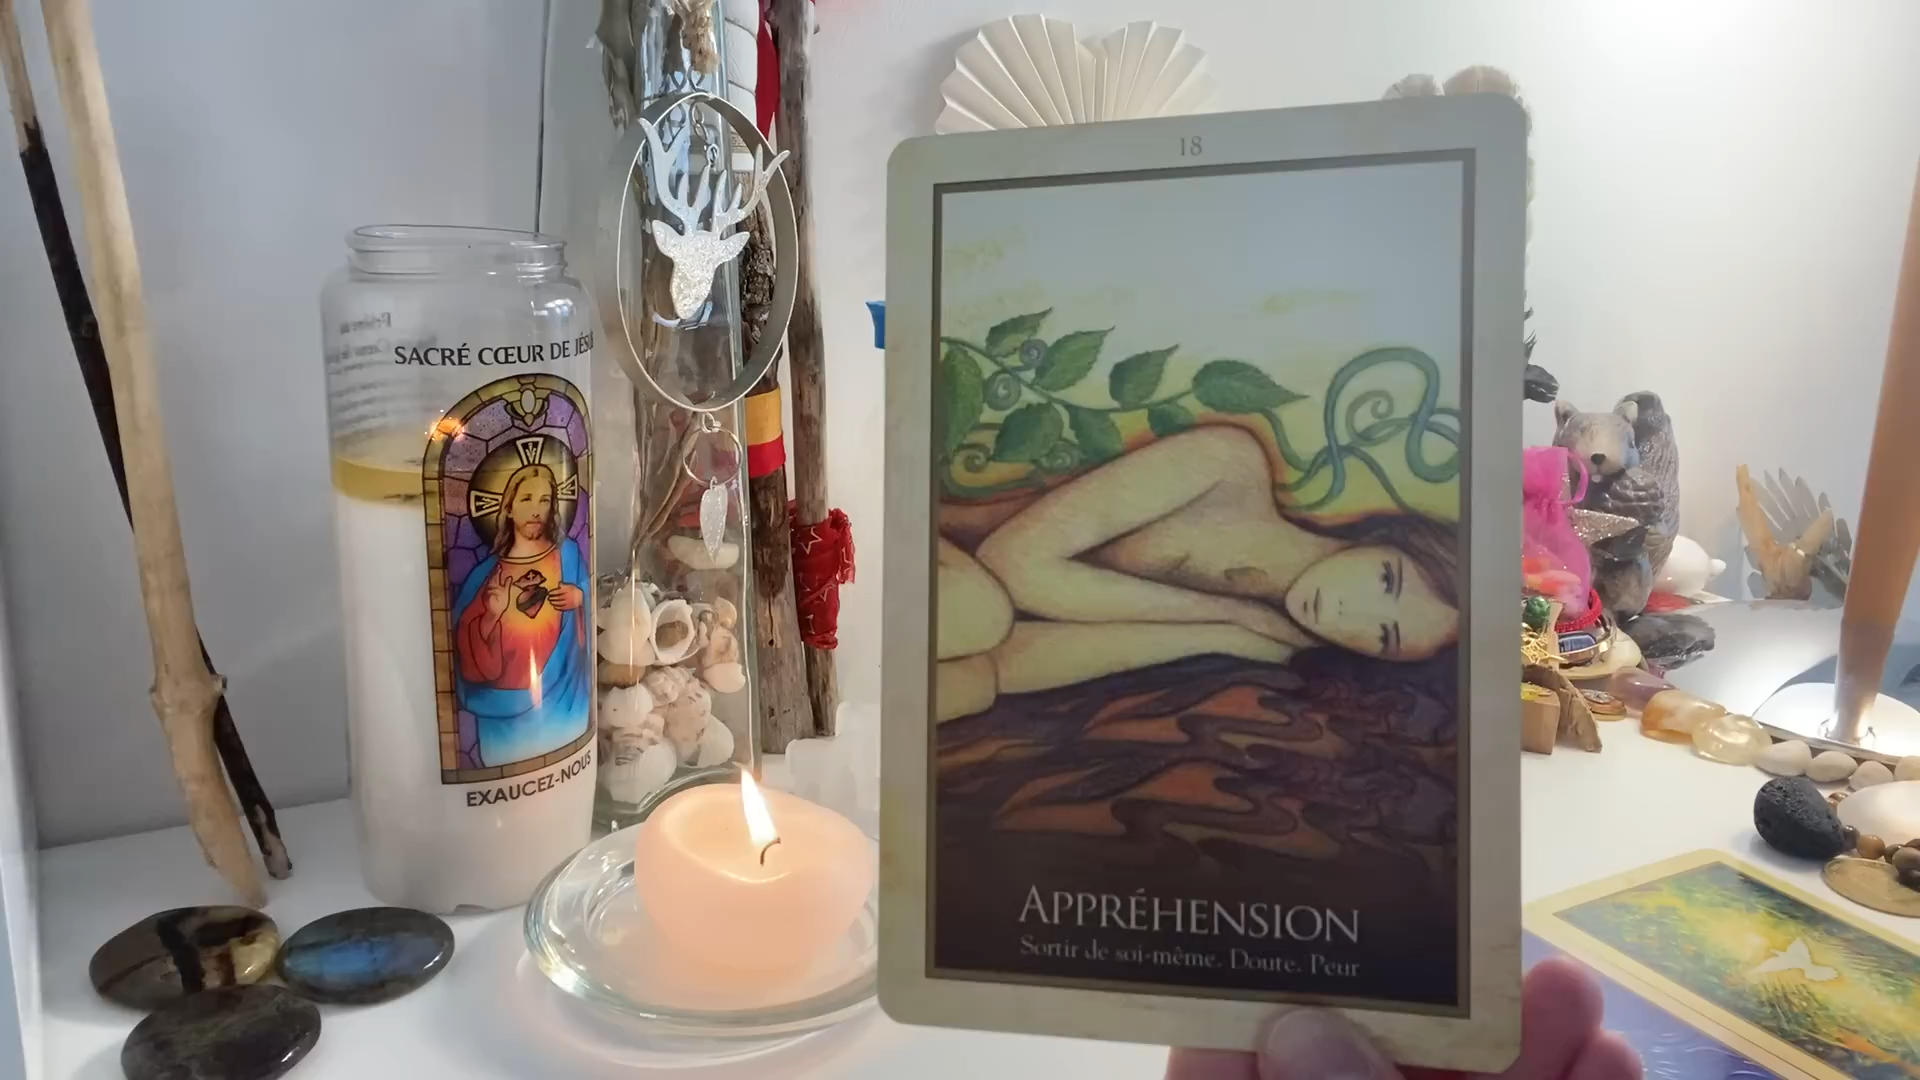 SACRÉ CŒUR DE JÉSU
EXAUCEZ-NOUS
18
APPRÉHENSION
Sortir de soi-même. Doute. Peur